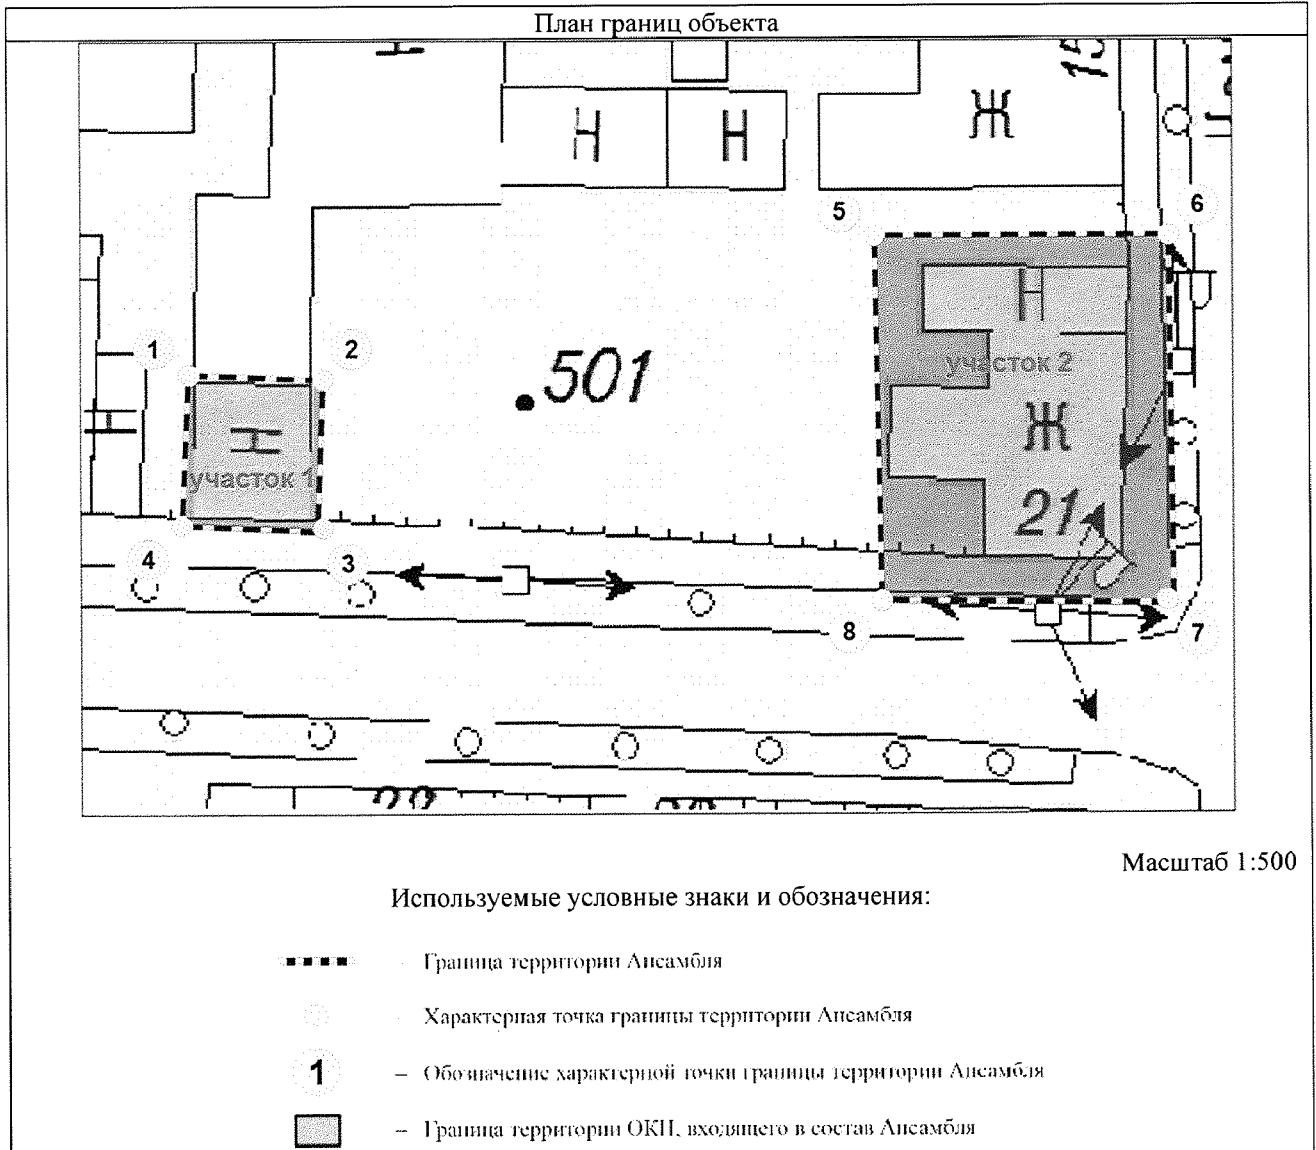 План границ объекта
15
Ж
Н Н
5 6
Н
1 2
.501
участок 2
Н
Н
Ж
участок 1
21
4 3
8 7
Масштаб 1:500
Используемые условные знаки и обозначения:
Граница территории Ансамбля
Характерная точка границы территории Ансамбля
1 – Обозначение характерной точки границы территории Ансамбля
– Граница территории ОКН, входящего в состав Ансамбля